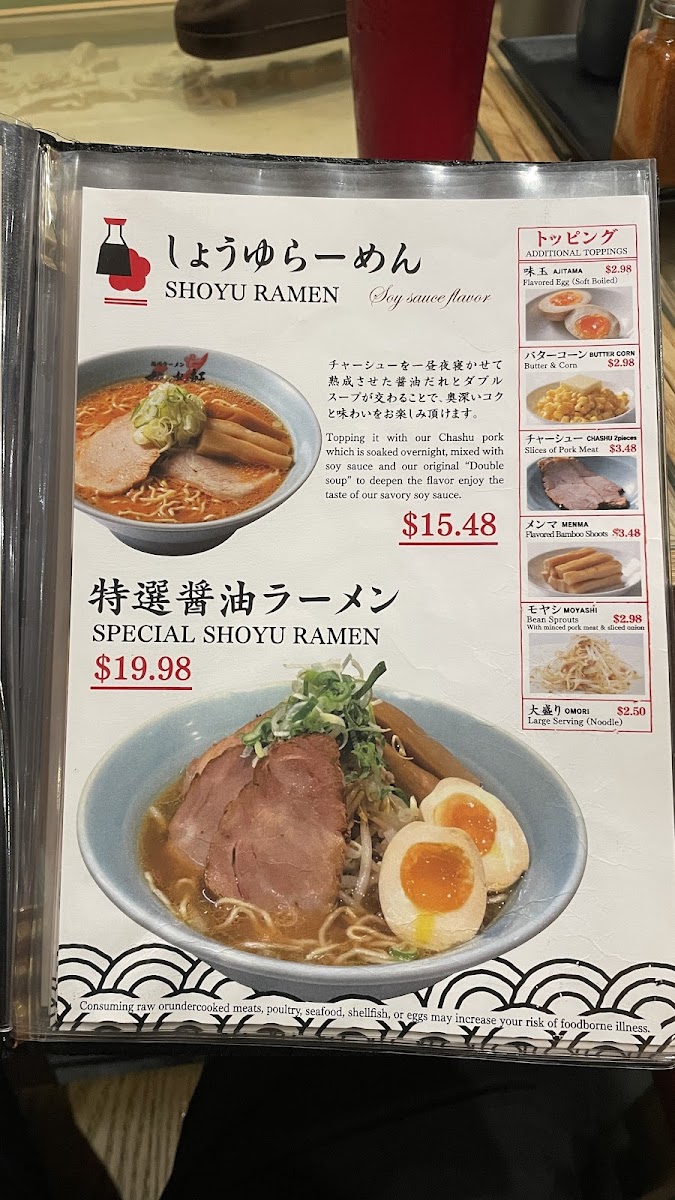 しょうゆらーめん
SHOYU RAMEN
Soy sauce flavor
チャーシューを一昼夜寝かせて
熟成させた醤油だれとダブル
スープが交わることで、奥深いコク
と味わいをお楽しみ頂けます。
Topping it with our Chashu pork
which is soaked overnight, mixed with
soy sauce and our original “Double
soup” to deepen the flavor enjoy the
taste of our savory soy sauce.
$15.48
特選醤油ラーメン
SPECIAL SHOYU RAMEN
$19.98
トッピング
ADDITIONAL TOPPINGS
味玉 AJITAMA $2.98
Flavored Egg (Soft Boiled)
バターコーン BUTTER CORN
Butter & Corn $2.98
チャーシュー CHASHU 2pieces
Slices of Pork Meat $3.48
メンマ MENMA
Flavored Bamboo Shoots $3.48
モヤシ MOYASHI
Bean Sprouts $2.98
With minced pork meat & sliced onion
大盛り OMORI $2.50
Large Serving (Noodle)
Consuming raw orundercooked meats, poultry, seafood, shellfish, or eggs may increase your risk of foodborne illness.